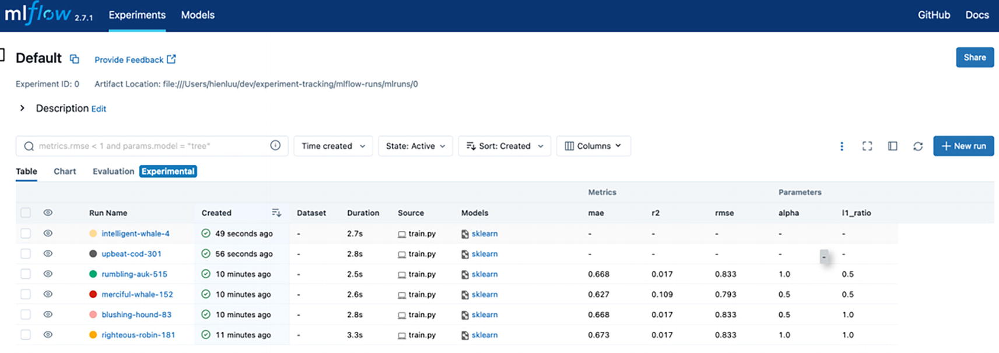 mlflow 2.7.1 Experiments Models GitHub Docs
Default Provide Feedback Share
Experiment ID: 0 Artifact Location: file:///Users/hienluu/dev/experiment-tracking/mlflow-runs/mlruns/0
Description Edit
metrics.rmse < 1 and params.model = "tree" Time created State: Active Sort: Created Columns + New run
Table Chart Evaluation Experimental
Metrics Parameters
Run Name Created Dataset Duration Source Models mae r2 rmse alpha l1_ratio
intelligent-whale-4 49 seconds ago - 2.7s train.py sklearn - - - - -
upbeat-cod-301 56 seconds ago - 2.8s train.py sklearn - - - - - -
rumbling-auk-515 10 minutes ago - 2.5s train.py sklearn 0.668 0.017 0.833 1.0 0.5
merciful-whale-152 10 minutes ago - 2.6s train.py sklearn 0.627 0.109 0.793 0.5 0.5
blushing-hound-83 10 minutes ago - 2.8s train.py sklearn 0.668 0.017 0.833 0.5 1.0
righteous-robin-181 11 minutes ago - 3.3s train.py sklearn 0.673 0.017 0.833 1.0 1.0